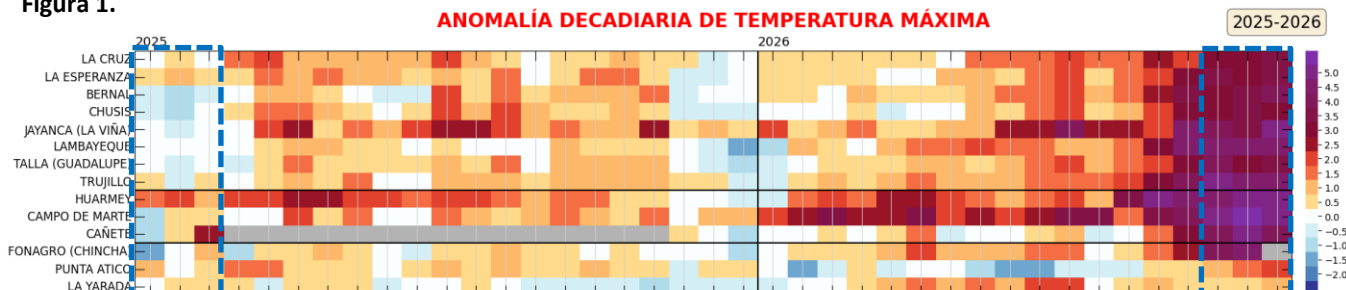 Figura 1.
ANOMALÍA DECADIARIA DE TEMPERATURA MÁXIMA
2025-2026
2025
2026
LA CRUZ
LA ESPERANZA
BERNAL
CHUSIS
JAYANCA (LA VIÑA)
LAMBAYEQUE
TALLA (GUADALUPE)
TRUJILLO
HUARMEY
CAMPO DE MARTE
CAÑETE
FONAGRO (CHINCHA)
PUNTA ATICO
LA YARADA
5.0
4.5
4.0
3.5
3.0
2.5
2.0
1.5
1.0
0.5
0.0
−0.5
−1.0
−1.5
−2.0